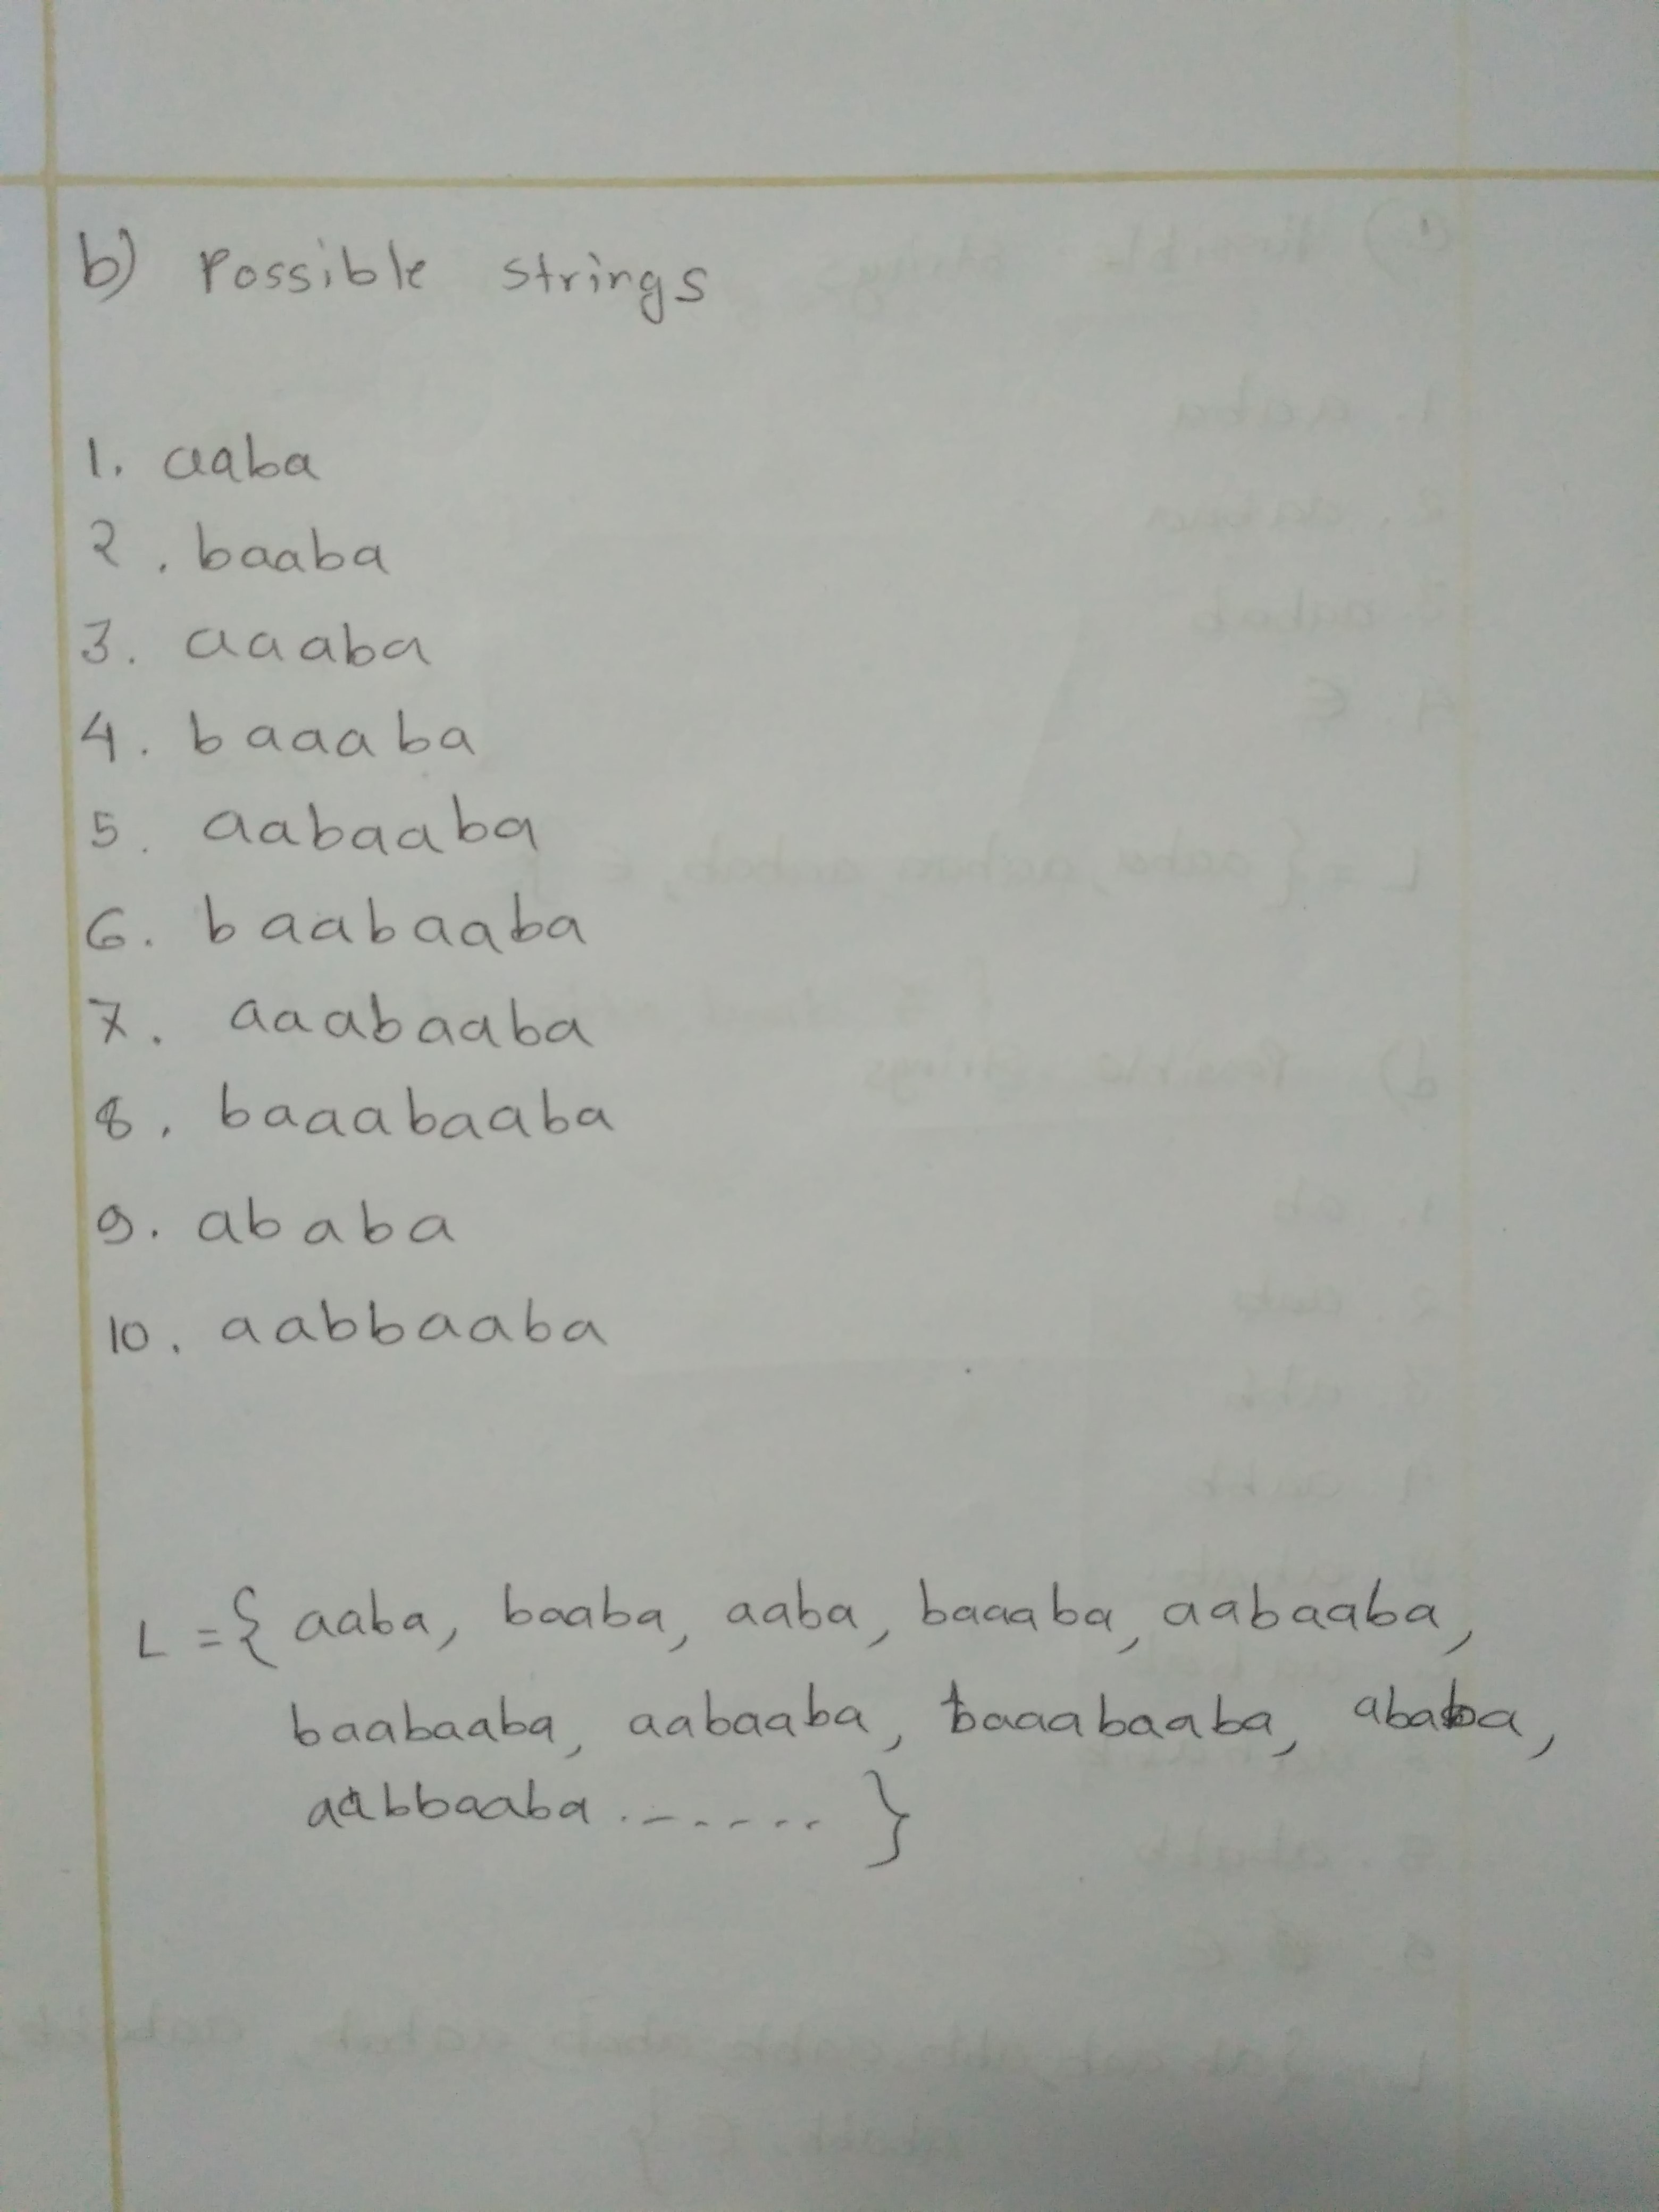 b) Possible strings
1. aaba
2. baaba
3. aaaba
4. baaaba
5. aabaaba
6. baabaaba
7. aaabaaba
8. baaabaaba
9. ababa
10. aabbaaba
L = { aaba, baaba, aaba, baaaba, aabaaba,
baabaaba, aabaaba, baaabaaba, ababa,
aabbaaba ....... }